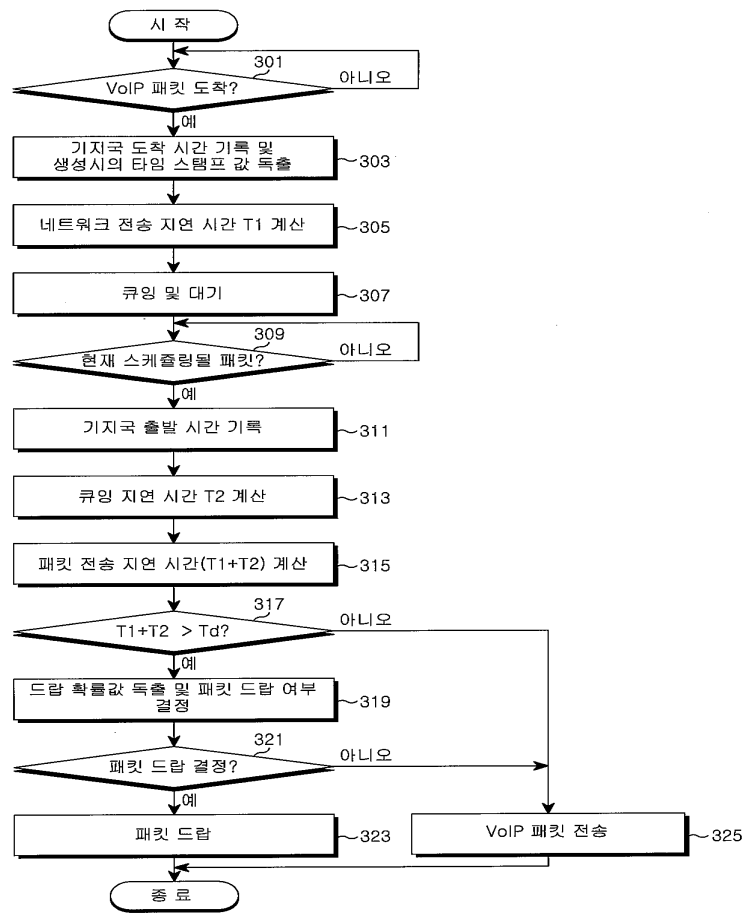 시 작
301
VoIP 패킷 도착?
아니오
예
기지국 도착 시간 기록 및
생성시의 타임 스탬프 값 독출
303
네트워크 전송 지연 시간 T1 계산
305
큐잉 및 대기
307
309
현재 스케쥴링될 패킷?
아니오
예
기지국 출발 시간 기록
311
큐잉 지연 시간 T2 계산
313
패킷 전송 지연 시간(T1+T2) 계산
315
317
T1+T2 > Td?
아니오
예
드랍 확률값 독출 및 패킷 드랍 여부
결정
319
321
패킷 드랍 결정?
아니오
예
패킷 드랍
323
VoIP 패킷 전송
325
종 료